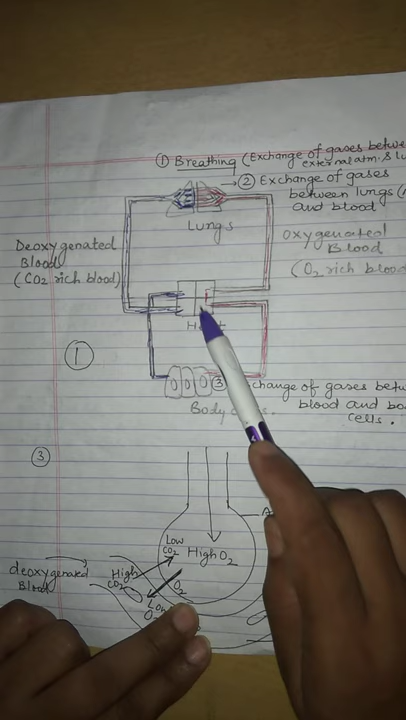 ① Breathing (Exchange of gases betwe
external atm. & lu
→ ② Exchange of gases
between lungs (A
and blood
Lungs
Deoxygenated
Blood
(CO2 rich blood)
Oxygenated
Blood
(O2 rich blood
①
③ change of gases betw
blood and bo
cells.
Body
③
Low
CO2
High O2
deoxygenated
Blood
High
CO2
O2